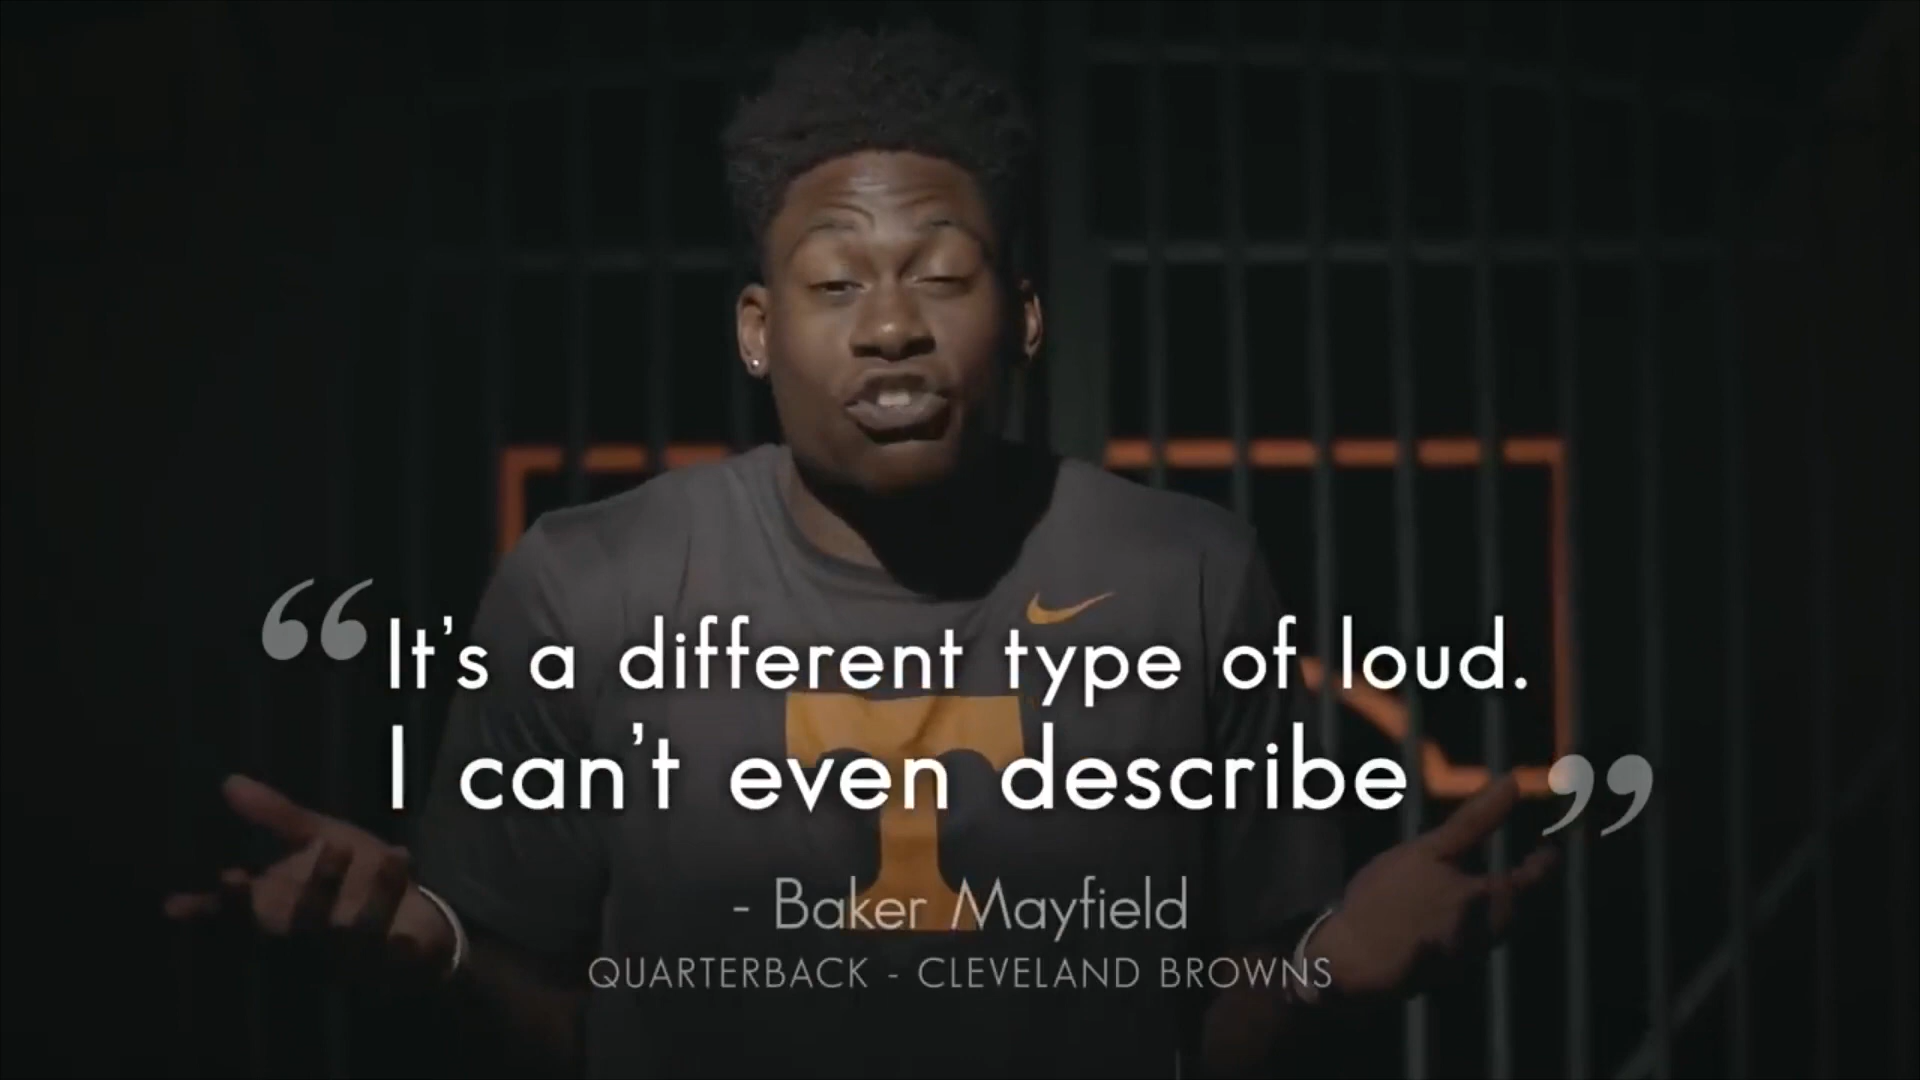 “It's a different type of loud.
I can't even describe ”
- Baker Mayfield
QUARTERBACK - CLEVELAND BROWNS
T